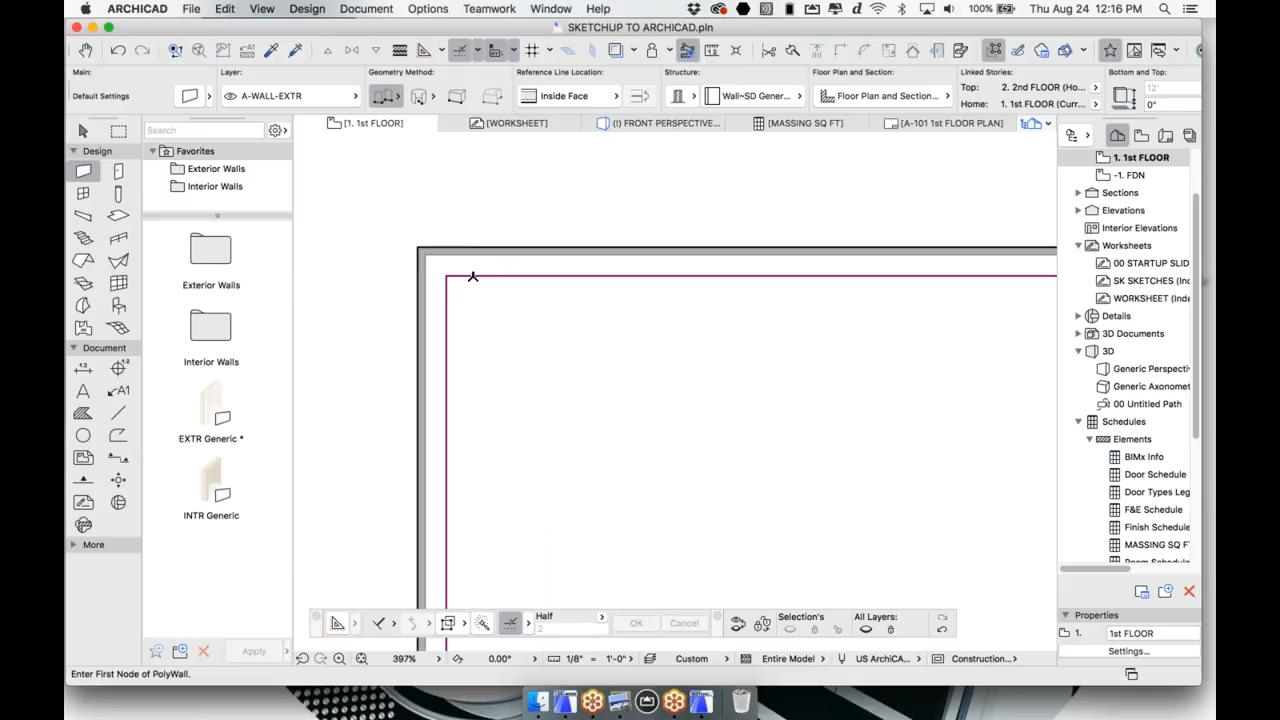 ARCHICAD File Edit View Design Document Options Teamwork Window Help 100% Thu Aug 24 12:16 PM
SKETCHUP TO ARCHICAD.pln
Main: Layer: Geometry Method: Reference Line Location: Structure: Floor Plan and Section: Linked Stories: Bottom and Top:
Default Settings A-WALL-EXTR Inside Face Wall~SD Gener... Floor Plan and Section... Top: 2. 2nd FLOOR (Ho... 12'
Home: 1. 1st FLOOR (Curr... 0"
[1. 1st FLOOR] [WORKSHEET] (!) FRONT PERSPECTIVE... [MASSING SQ FT] [A-101 1st FLOOR PLAN]
Search
Design
Favorites
Exterior Walls
Interior Walls
Exterior Walls
Interior Walls
EXTR Generic *
INTR Generic
Document
More
Apply
1. 1st FLOOR
-1. FDN
Sections
Elevations
Interior Elevations
Worksheets
00 STARTUP SLID
SK SKETCHES (Ind
WORKSHEET (Inde
Details
3D Documents
3D
Generic Perspecti
Generic Axonomet
00 Untitled Path
Schedules
Elements
BIMx Info
Door Schedule
Door Types Leg
F&E Schedule
Finish Schedule
MASSING SQ FT
Room Schedule
Properties
1. 1st FLOOR
Settings...
Half
2
OK Cancel
Selection's All Layers:
397% 0.00° 1/8" = 1'-0" Custom Entire Model US ArchiCA... Construction...
Enter First Node of PolyWall.